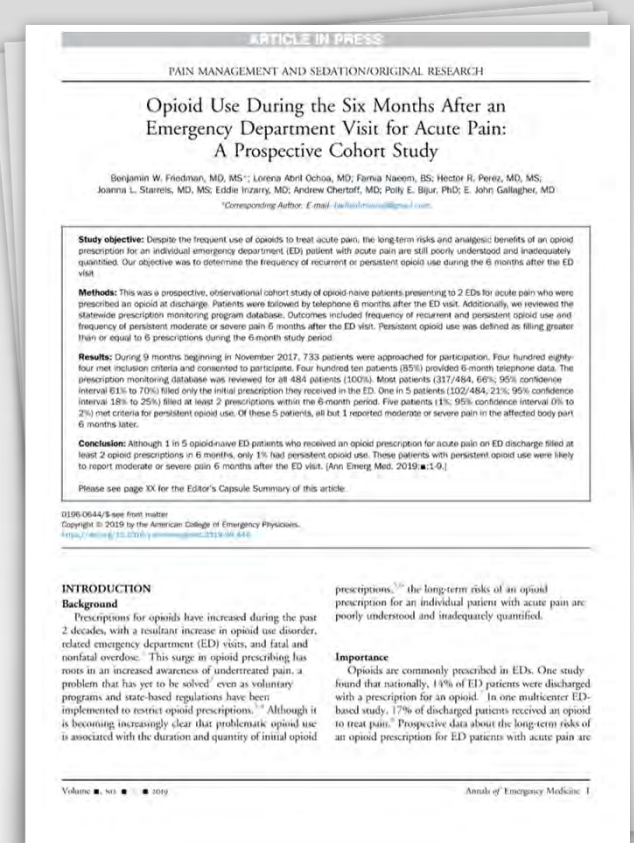 ARTICLE IN PRESS
PAIN MANAGEMENT AND SEDATION/ORIGINAL RESEARCH
Opioid Use During the Six Months After an
Emergency Department Visit for Acute Pain:
A Prospective Cohort Study
Benjamin W. Friedman, MD, MS*; Lorena Abril Ochoa, MD; Farnia Naeem, BS; Hector R. Perez, MD, MS;
Joanna L. Starrels, MD, MS; Eddie Irizarry, MD; Andrew Chertoff, MD; Polly E. Bijur, PhD; E. John Gallagher, MD
*Corresponding Author. E-mail:
Study objective: Despite the frequent use of opioids to treat acute pain, the long-term risks and analgesic benefits of an opioid
prescription for an individual emergency department (ED) patient with acute pain are still poorly understood and inadequately
quantified. Our objective was to determine the frequency of recurrent or persistent opioid use during the 6 months after the ED
visit.
Methods: This was a prospective, observational cohort study of opioid-naive patients presenting to 2 EDs for acute pain who were
prescribed an opioid at discharge. Patients were followed by telephone 6 months after the ED visit. Additionally, we reviewed the
statewide prescription monitoring program database. Outcomes included frequency of recurrent and persistent opioid use and
frequency of persistent moderate or severe pain 6 months after the ED visit. Persistent opioid use was defined as filling greater
than or equal to 6 prescriptions during the 6-month study period.
Results: During 9 months beginning in November 2017, 733 patients were approached for participation. Four hundred eighty-
four met inclusion criteria and consented to participate. Four hundred ten patients (85%) provided 6-month telephone data. The
prescription monitoring database was reviewed for all 484 patients (100%). Most patients (317/484, 66%; 95% confidence
interval 61% to 70%) filled only the initial prescription they received in the ED. One in 5 patients (102/484, 21%; 95% confidence
interval 18% to 25%) filled at least 2 prescriptions within the 6-month period. Five patients (1%; 95% confidence interval 0% to
2%) met criteria for persistent opioid use. Of these 5 patients, all but 1 reported moderate or severe pain in the affected body part
6 months later.
Conclusion: Although 1 in 5 opioid-naive ED patients who received an opioid prescription for acute pain on ED discharge filled at
least 2 opioid prescriptions in 6 months, only 1% had persistent opioid use. These patients with persistent opioid use were likely
to report moderate or severe pain 6 months after the ED visit. [Ann Emerg Med. 2019;■:1-9.]
Please see page XX for the Editor's Capsule Summary of this article.
0196-0644/$-see front matter
Copyright © 2019 by the American College of Emergency Physicians.
INTRODUCTION
Background
Prescriptions for opioids have increased during the past
2 decades, with a resultant increase in opioid use disorder,
related emergency department (ED) visits, and fatal and
nonfatal overdose. This surge in opioid prescribing has
roots in an increased awareness of undertreated pain, a
problem that has yet to be solved even as voluntary
programs and state-based regulations have been
implemented to restrict opioid prescriptions. Although it
is becoming increasingly clear that problematic opioid use
is associated with the duration and quantity of initial opioid
prescriptions, the long-term risks of an opioid
prescription for an individual patient with acute pain are
poorly understood and inadequately quantified.
Importance
Opioids are commonly prescribed in EDs. One study
found that nationally, 14% of ED patients were discharged
with a prescription for an opioid. In one multicenter ED-
based study, 17% of discharged patients received an opioid
to treat pain. Prospective data about the long-term risks of
an opioid prescription for ED patients with acute pain are
Volume ■, NO. ■ : ■ 2019
Annals of Emergency Medicine 1